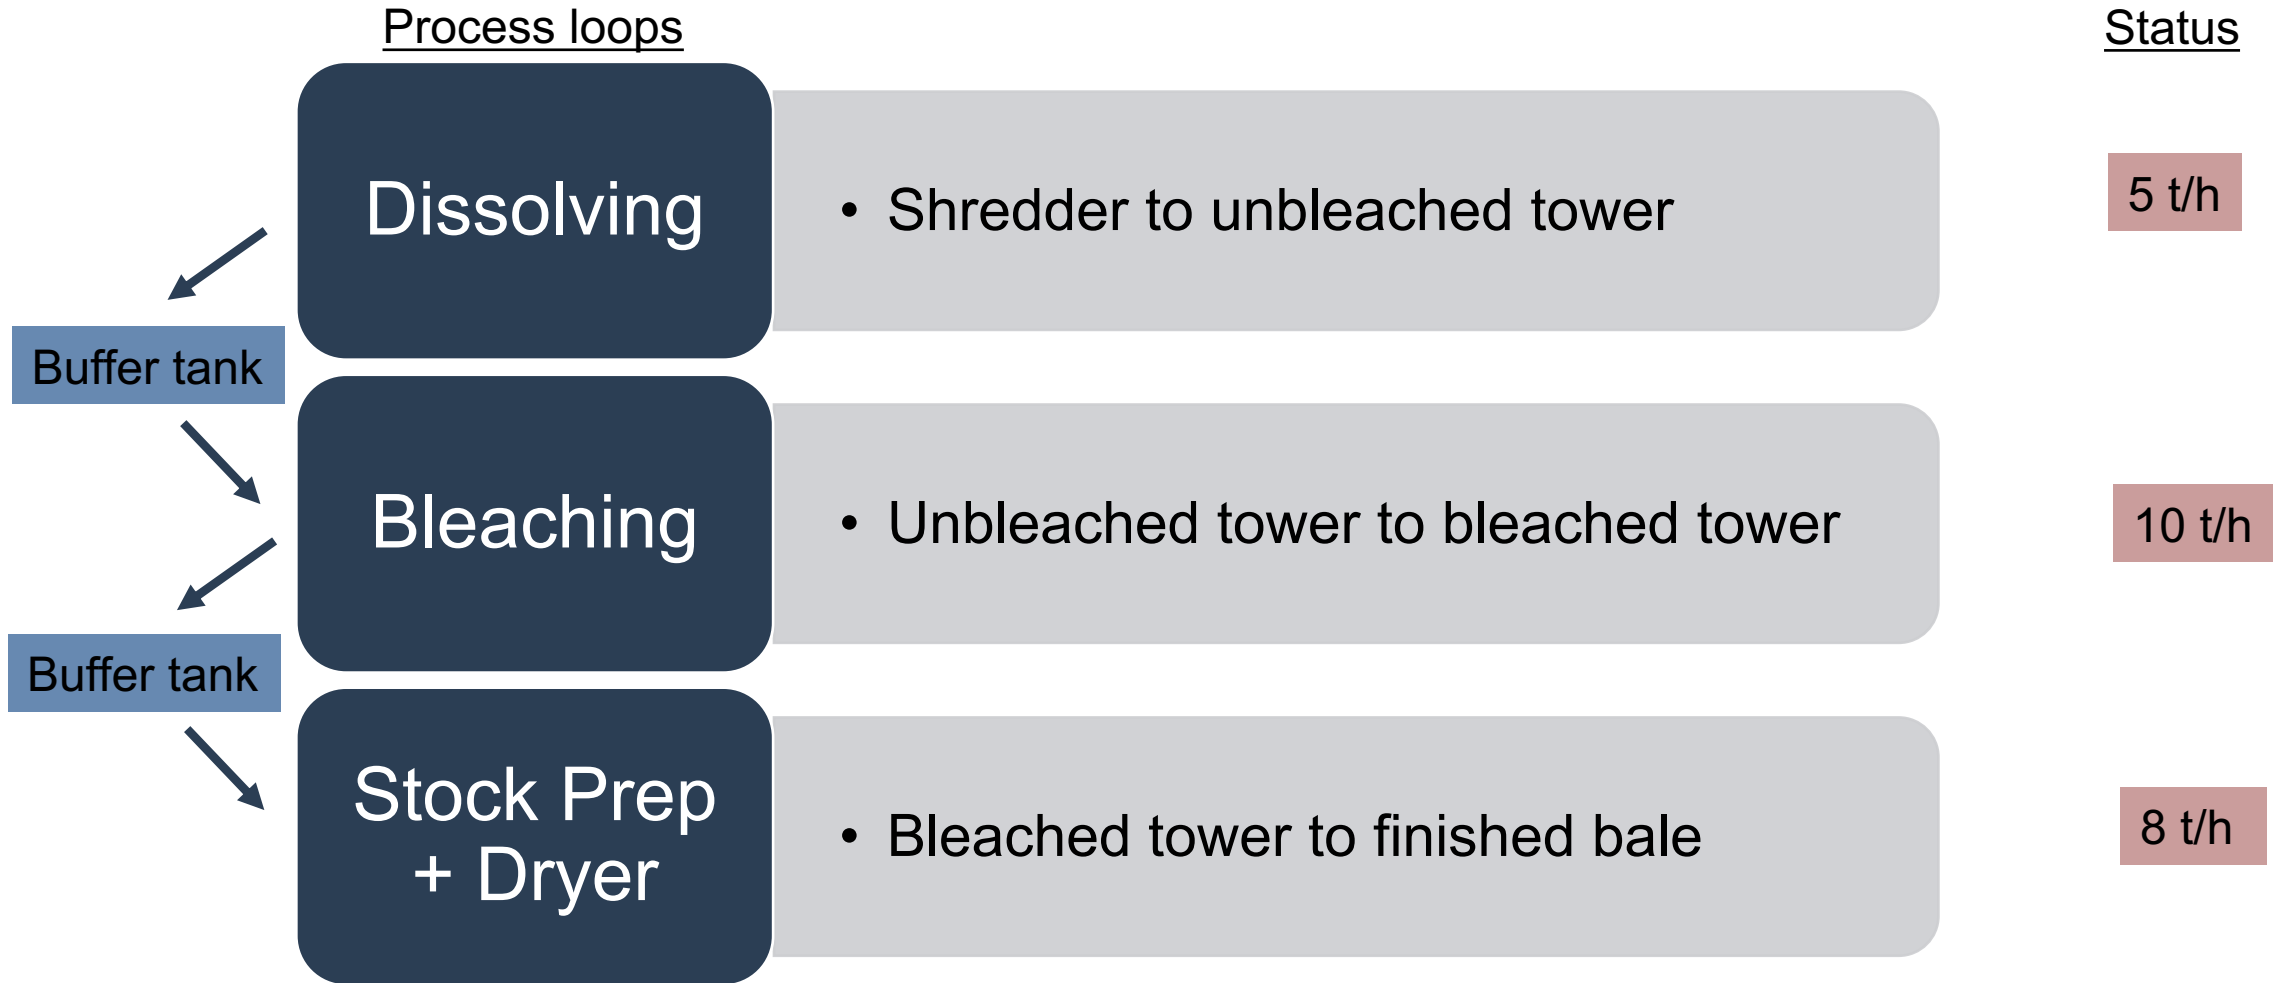 Process loops
Status
Dissolving
• Shredder to unbleached tower
5 t/h
Buffer tank
Bleaching
• Unbleached tower to bleached tower
10 t/h
Buffer tank
Stock Prep
+ Dryer
• Bleached tower to finished bale
8 t/h